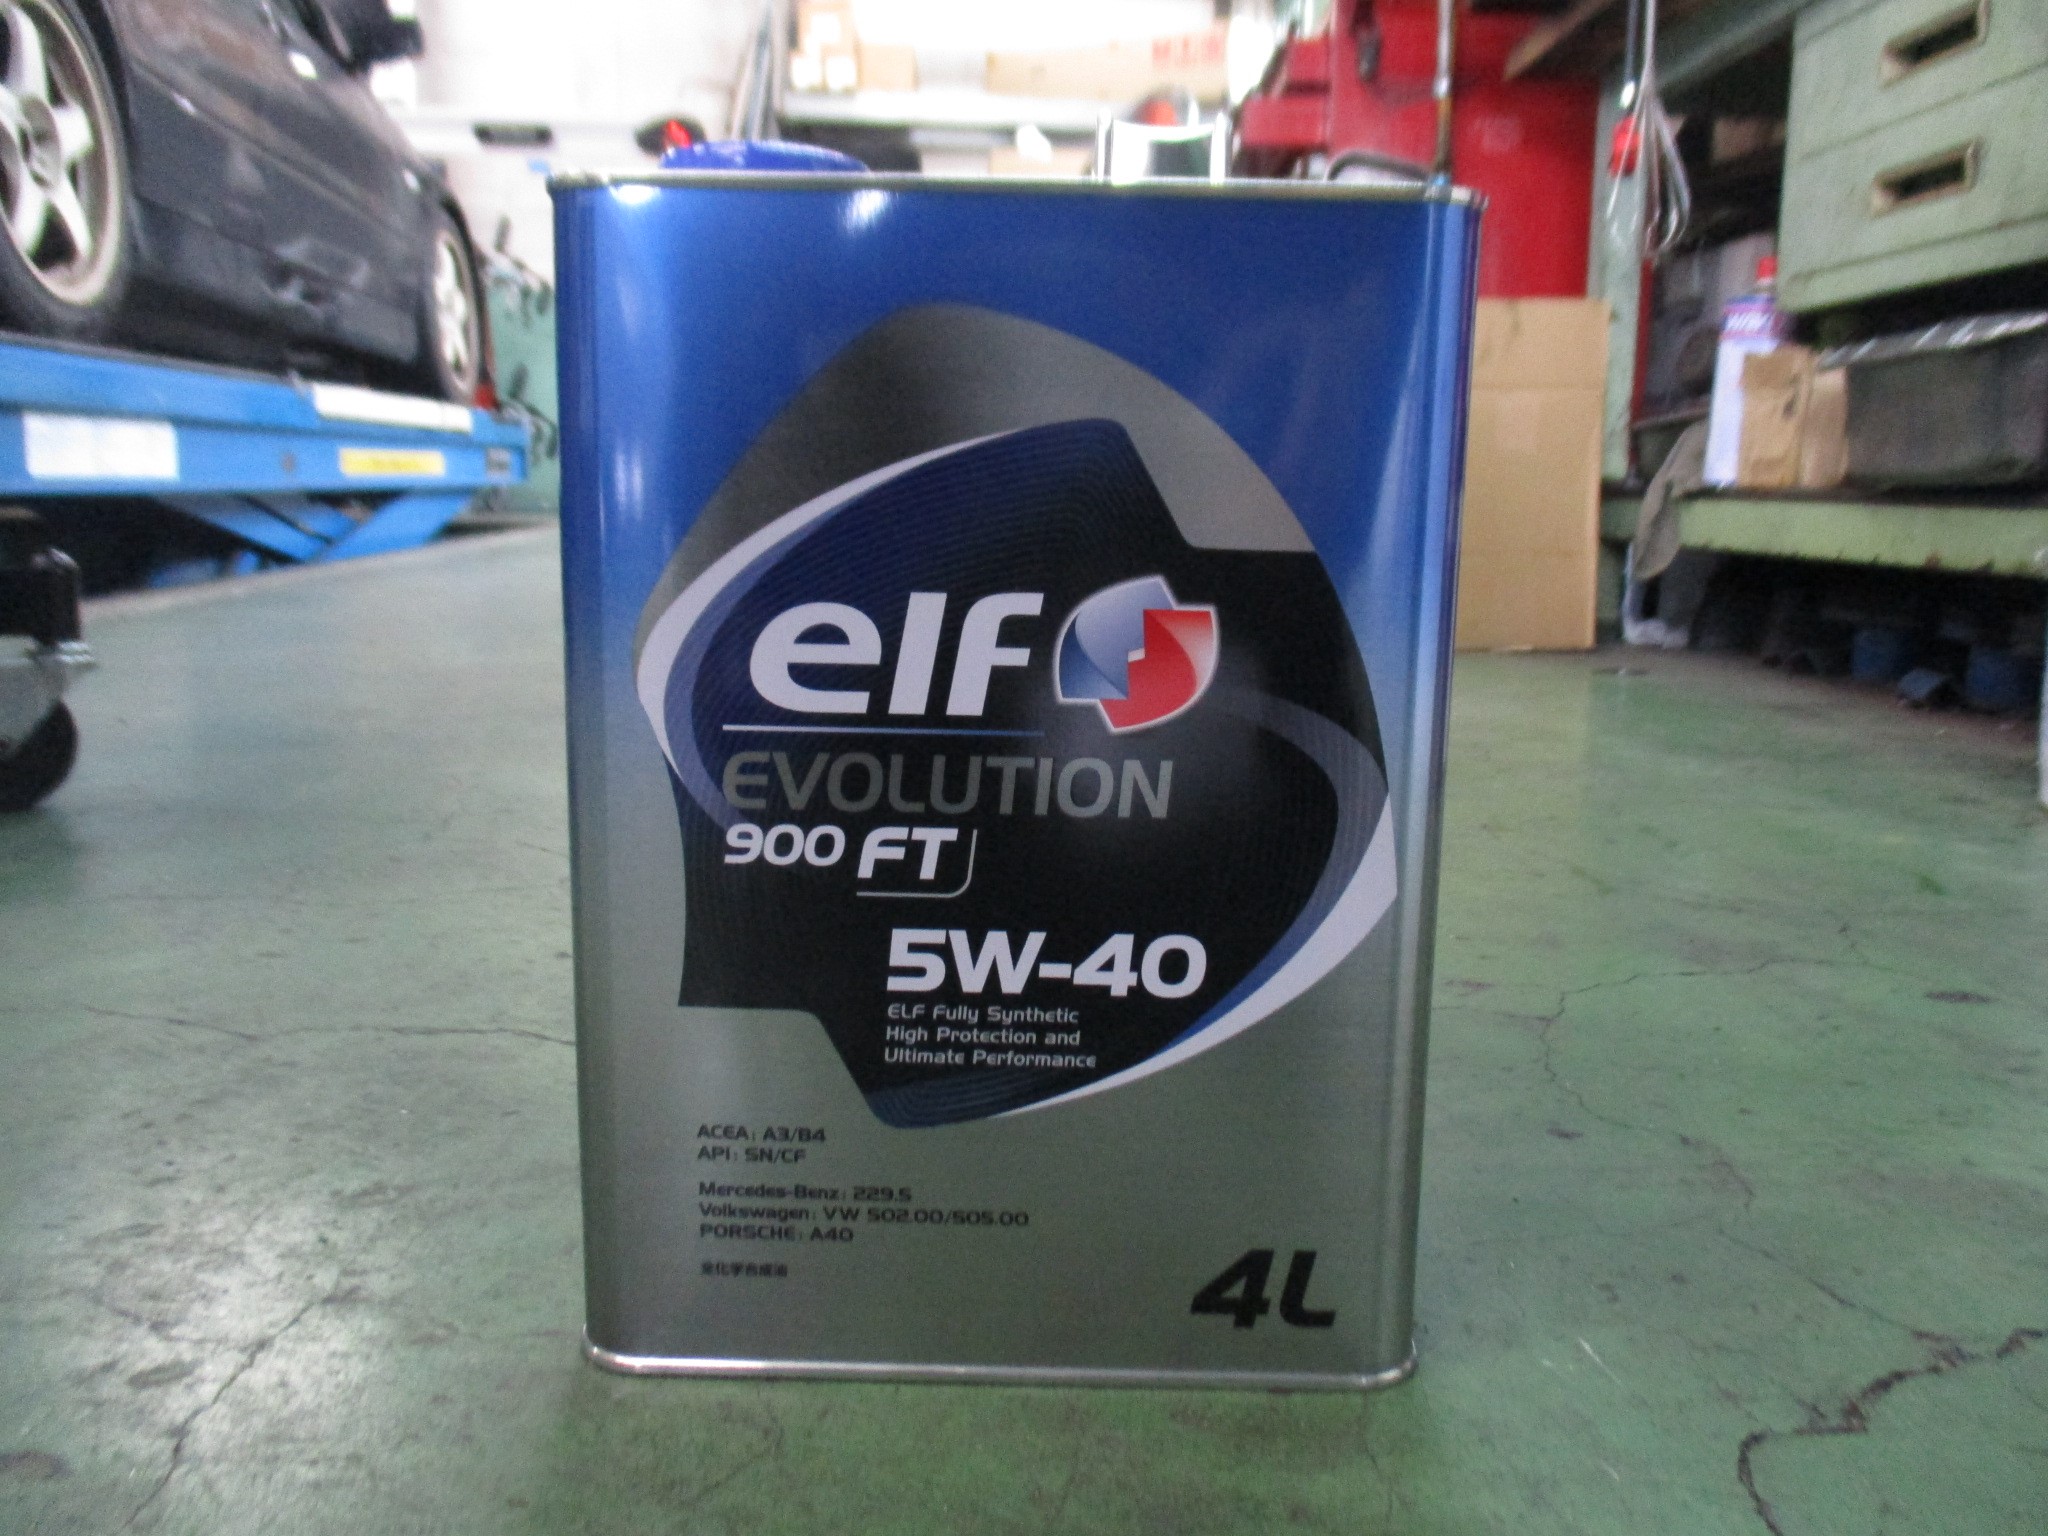 elf
EVOLUTION
900 FT
5W-40
ELF Fully Synthetic
High Protection and
Ultimate Performance
ACEA: A3/B4
API: SN/CF
Mercedes-Benz: 229.5
Volkswagen: VW 502.00/505.00
PORSCHE: A40
全化学合成油
4L